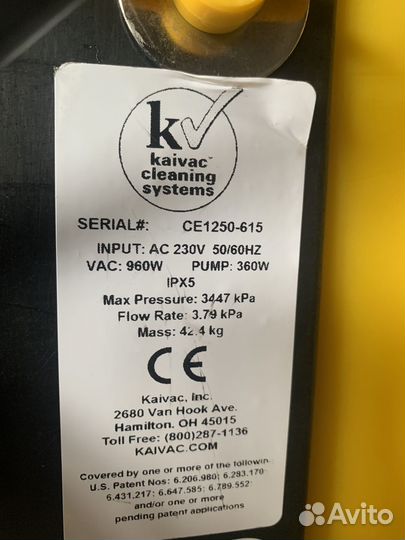 k
kaivac™
cleaning
systems
SERIAL#: CE1250-615
INPUT: AC 230V 50/60HZ
VAC: 960W PUMP: 360W
IPX5
Max Pressure: 3447 kPa
Flow Rate: 3.79 kPa
Mass: 42.4 kg
CE
Kaivac, Inc.
2680 Van Hook Ave.
Hamilton, OH 45015
Toll Free: (800)287-1136
KAIVAC.COM
Covered by one or more of the followin
U.S. Patent Nos: 6.206.980; 6.283.170
6.431.217; 6.647.585; 6.789.552
and/or one or more
pending patent applications
Avito